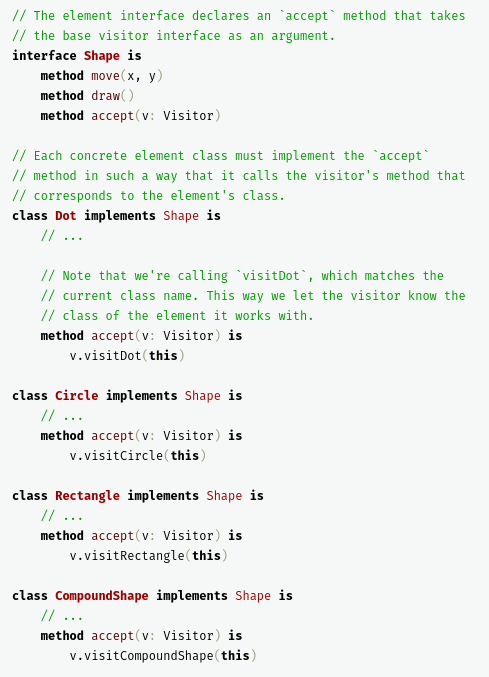 // The element interface declares an `accept` method that takes
// the base visitor interface as an argument.
interface Shape is
    method move(x, y)
    method draw()
    method accept(v: Visitor)

// Each concrete element class must implement the `accept`
// method in such a way that it calls the visitor's method that
// corresponds to the element's class.
class Dot implements Shape is
    // ...

    // Note that we're calling `visitDot`, which matches the
    // current class name. This way we let the visitor know the
    // class of the element it works with.
    method accept(v: Visitor) is
        v.visitDot(this)

class Circle implements Shape is
    // ...
    method accept(v: Visitor) is
        v.visitCircle(this)

class Rectangle implements Shape is
    // ...
    method accept(v: Visitor) is
        v.visitRectangle(this)

class CompoundShape implements Shape is
    // ...
    method accept(v: Visitor) is
        v.visitCompoundShape(this)